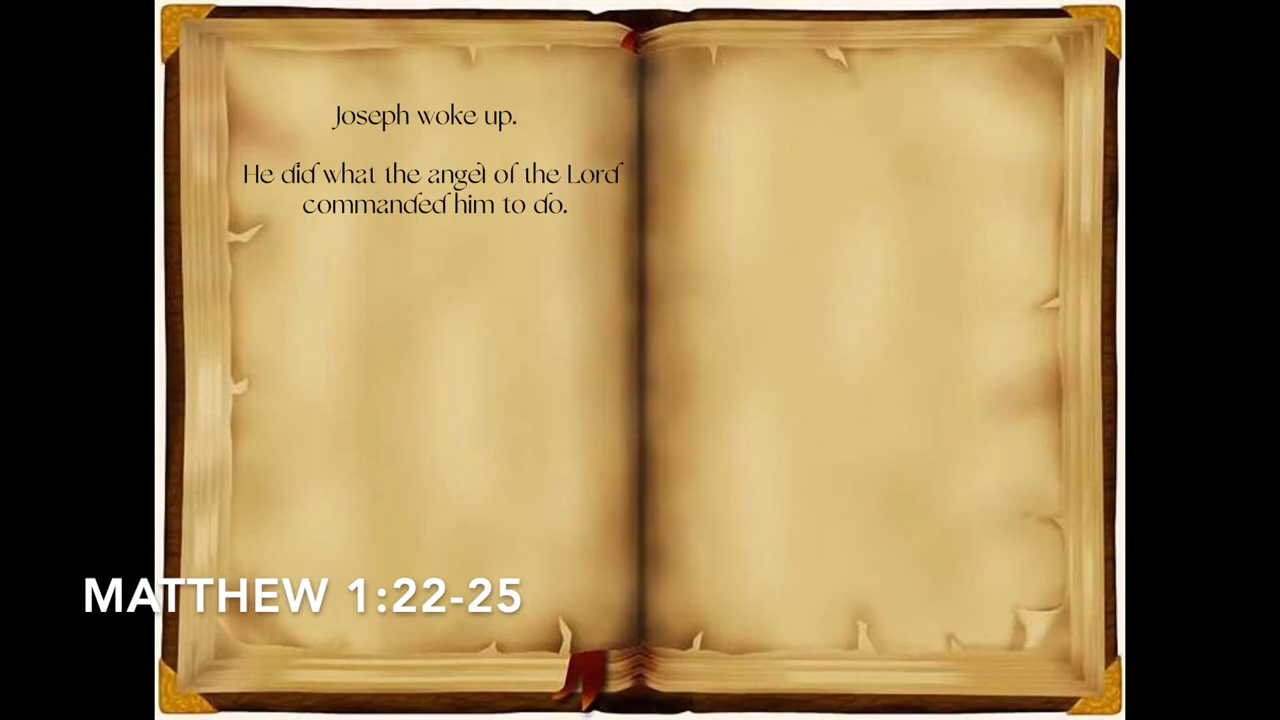 Joseph woke up.
He did what the angel of the Lord
commanded him to do.
MATTHEW 1:22-25